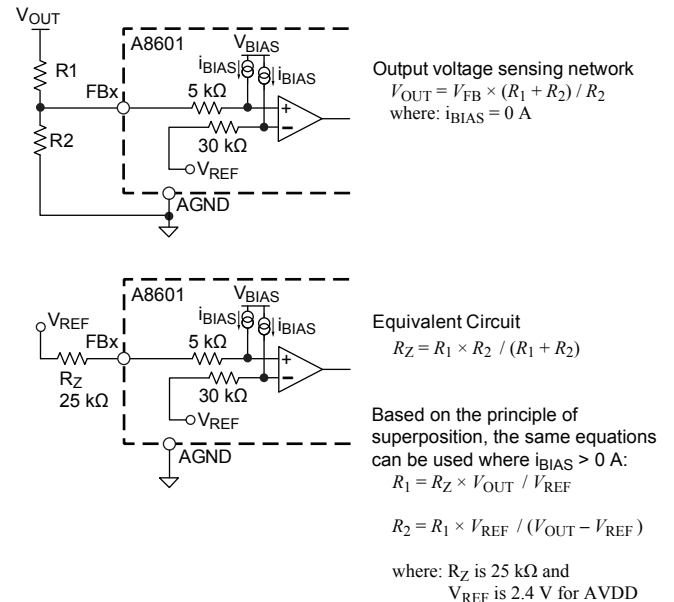 VOUT
R1
R2
A8601
FBx
VBIAS
iBIAS
iBIAS
5 kΩ
+
−
30 kΩ
VREF
AGND
Output voltage sensing network
VOUT = VFB × (R1 + R2) / R2
where: iBIAS = 0 A
VREF
RZ
25 kΩ
A8601
FBx
VBIAS
iBIAS
iBIAS
5 kΩ
+
−
30 kΩ
VREF
AGND
Equivalent Circuit
RZ = R1 × R2 / (R1 + R2)
Based on the principle of
superposition, the same equations
can be used where iBIAS > 0 A:
R1 = RZ × VOUT / VREF
R2 = R1 × VREF / (VOUT – VREF )
where: RZ is 25 kΩ and
VREF is 2.4 V for AVDD